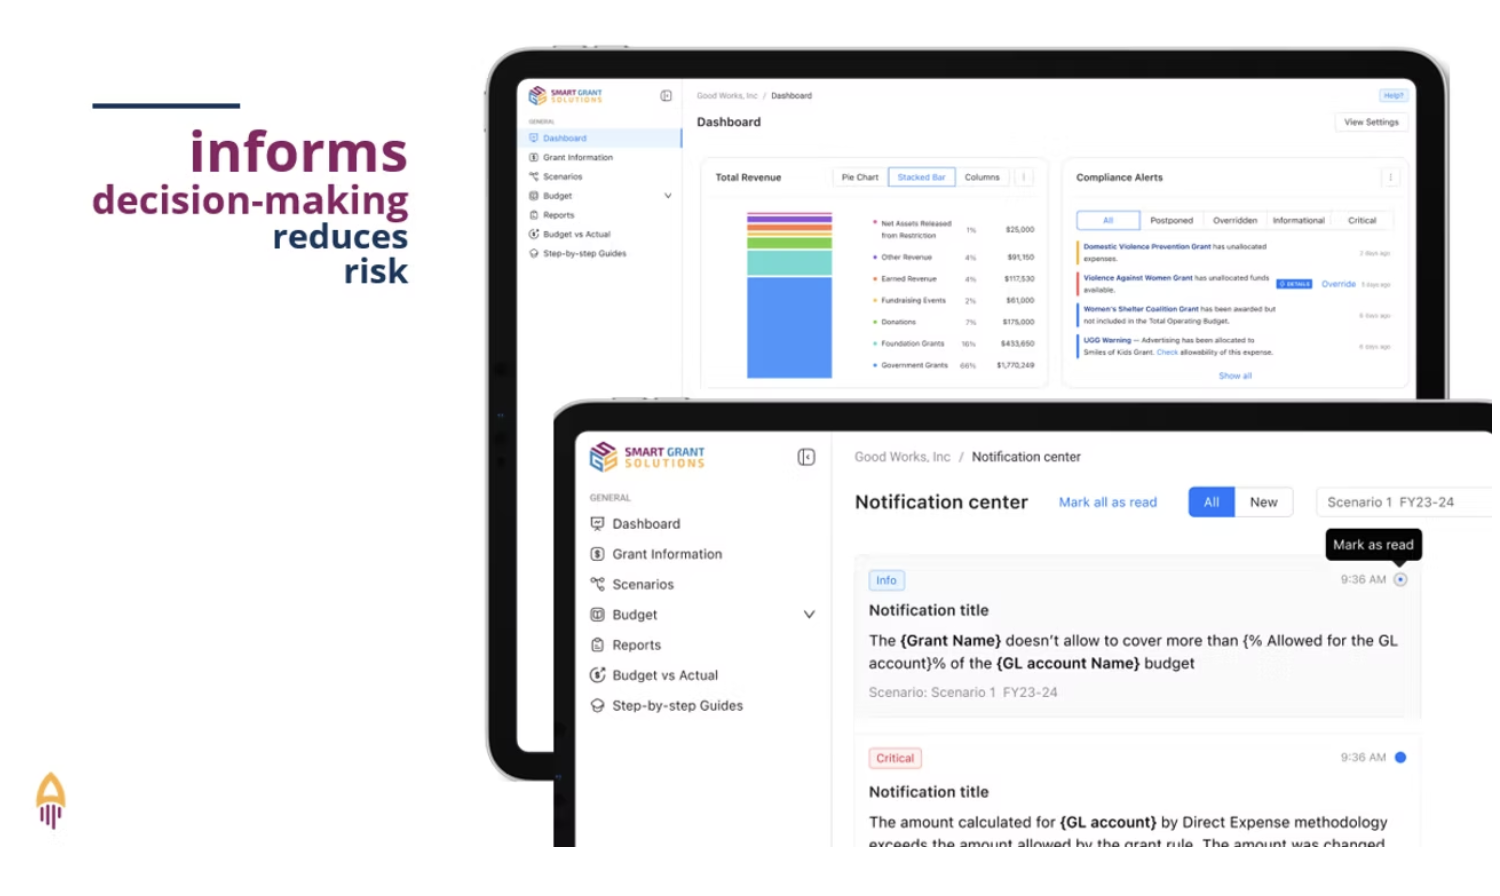 informs
decision-making
reduces
risk
SMART GRANT
SOLUTIONS
Good Works, Inc / Dashboard
Help?
GENERAL
Dashboard
View Settings
Dashboard
Grant Information
Scenarios
Budget
Reports
Budget vs Actual
Step-by-step Guides
Total Revenue
Pie Chart
Stacked Bar
Columns
Net Assets Released
from Restriction
1%
$25,000
Other Revenue 4% $91,150
Earned Revenue 4% $117,530
Fundraising Events 2% $61,000
Donations 7% $175,000
Foundation Grants 16% $433,650
Government Grants 66% $1,770,249
Compliance Alerts
All
Postponed
Overridden
Informational
Critical
Domestic Violence Prevention Grant has unallocated
expenses.
2 days ago
Violence Against Women Grant has unallocated funds
available.
DETAILS
Override
5 days ago
Women's Shelter Coalition Grant has been awarded but
not included in the Total Operating Budget.
6 days ago
UGG Warning — Advertising has been allocated to
Smiles of Kids Grant. Check allowability of this expense.
6 days ago
Show all
SMART GRANT
SOLUTIONS
GENERAL
Dashboard
Grant Information
Scenarios
Budget
Reports
Budget vs Actual
Step-by-step Guides
Good Works, Inc / Notification center
Notification center
Mark all as read
All
New
Scenario 1 FY23-24
Mark as read
Info
9:36 AM
Notification title
The {Grant Name} doesn't allow to cover more than {% Allowed for the GL
account}% of the {GL account Name} budget
Scenario: Scenario 1 FY23-24
Critical
9:36 AM
Notification title
The amount calculated for {GL account} by Direct Expense methodology
exceeds the amount allowed by the grant rule. The amount was changed